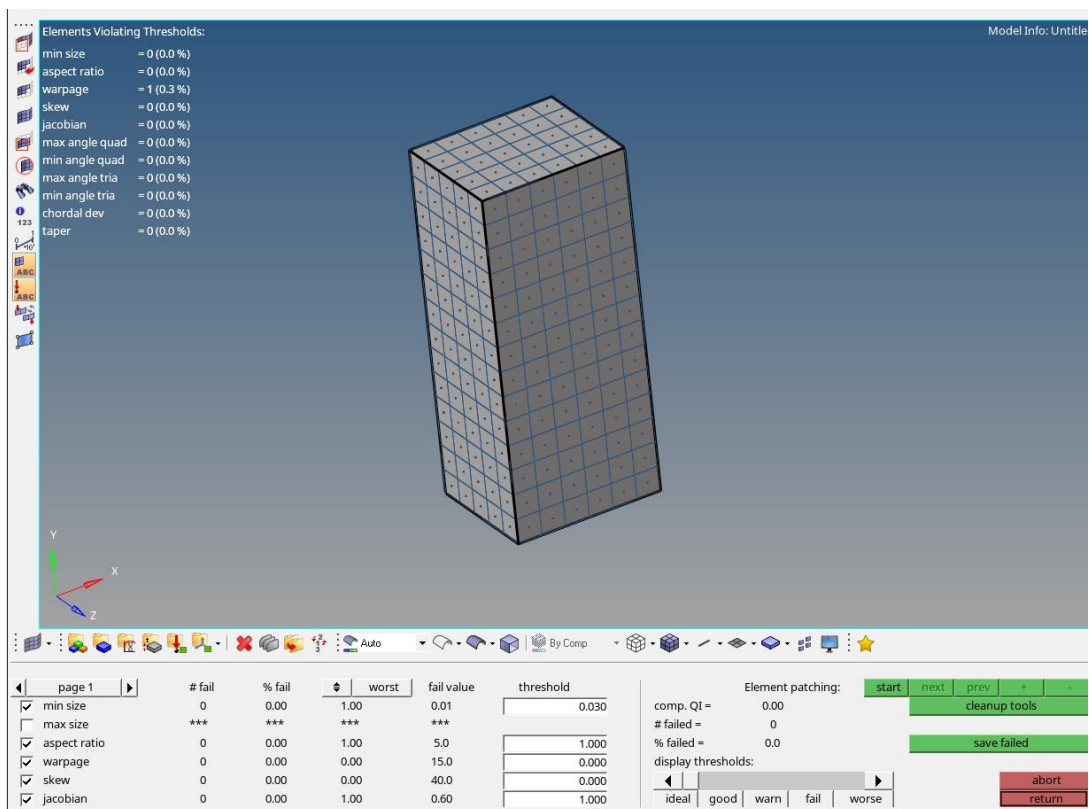 Elements Violating Thresholds:
Model Info: Untitle
min size = 0 (0.0 %)
aspect ratio = 0 (0.0 %)
warpage = 1 (0.3 %)
skew = 0 (0.0 %)
jacobian = 0 (0.0 %)
max angle quad = 0 (0.0 %)
min angle quad = 0 (0.0 %)
max angle tria = 0 (0.0 %)
min angle tria = 0 (0.0 %)
chordal dev = 0 (0.0 %)
taper = 0 (0.0 %)
123
ABC
ABC
Y
X
Z
Auto
By Comp
page 1 # fail % fail worst fail value threshold
min size 0 0.00 1.00 0.01 0.030
max size *** *** *** ***
aspect ratio 0 0.00 1.00 5.0 1.000
warpage 0 0.00 0.00 15.0 0.000
skew 0 0.00 0.00 40.0 0.000
jacobian 0 0.00 1.00 0.60 1.000
Element patching: start next prev + -
comp. QI = 0.00 cleanup tools
# failed = 0
% failed = 0.0 save failed
display thresholds:
abort
ideal good warn fail worse return